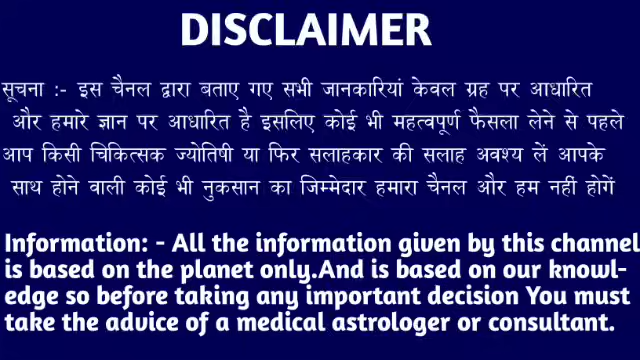 DISCLAIMER
सूचना :- इस चैनल द्वारा बताए गए सभी जानकारियां केवल ग्रह पर आधारित
और हमारे ज्ञान पर आधारित है इसलिए कोई भी महत्वपूर्ण फैसला लेने से पहले
आप किसी चिकित्सक ज्योतिषी या फिर सलाहकार की सलाह अवश्य लें आपके
साथ होने वाली कोई भी नुकसान का जिम्मेदार हमारा चैनल और हम नहीं होगें
Information: - All the information given by this channel
is based on the planet only.And is based on our knowl-
edge so before taking any important decision You must
take the advice of a medical astrologer or consultant.